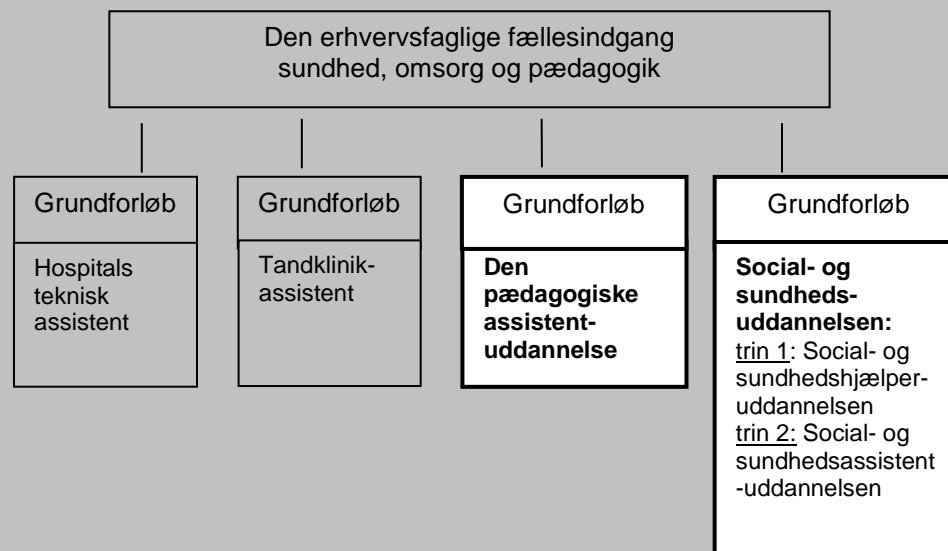 Den erhvervsfaglige fællesindgang
sundhed, omsorg og pædagogik
Grundforløb
Hospitals
teknisk
assistent
Grundforløb
Tandklinik-
assistent
Grundforløb
Den
pædagogiske
assistent-
uddannelse
Grundforløb
Social- og
sundheds-
uddannelsen:
trin 1: Social- og
sundhedshjælper-
uddannelsen
trin 2: Social- og
sundhedsassistent
-uddannelsen